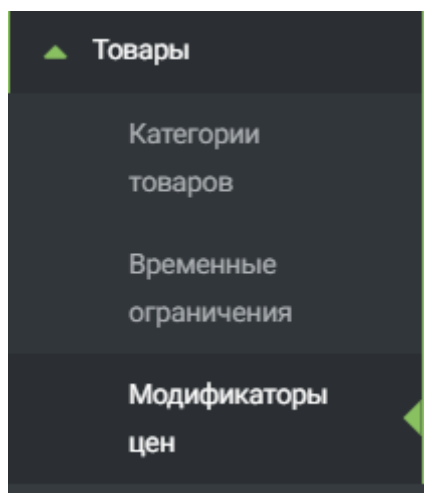 Товары
Категории
товаров
Временные
ограничения
Модификаторы
цен